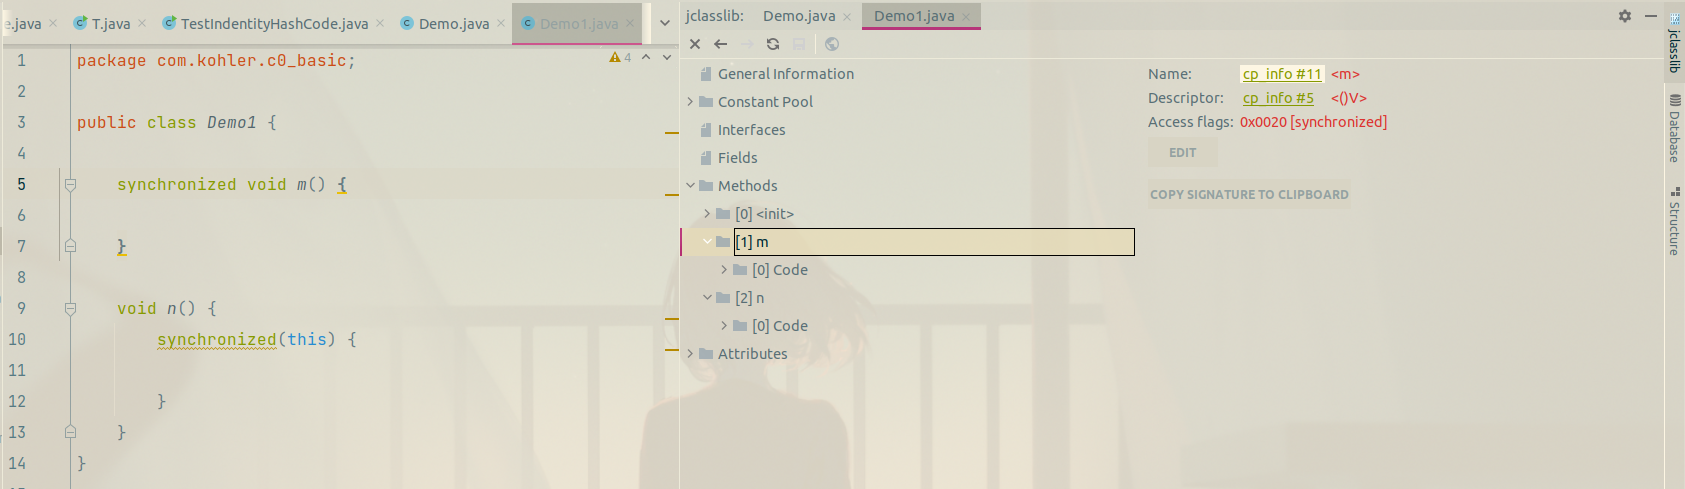 e.java × T.java × TestIndentityHashCode.java × Demo.java × Demo1.java ×
1 package com.kohler.c0_basic;
4
2
3 public class Demo1 {
4
5 synchronized void m() {
6
7 }
8
9 void n() {
10 synchronized(this) {
11
12 }
13 }
14 }
jclasslib: Demo.java × Demo1.java ×
General Information
Constant Pool
Interfaces
Fields
Methods
[0] <init>
[1] m
[0] Code
[2] n
[0] Code
Attributes
Name: cp_info #11 <m>
Descriptor: cp_info #5 <()V>
Access flags: 0x0020 [synchronized]
EDIT
COPY SIGNATURE TO CLIPBOARD
jclasslib
Database
Structure